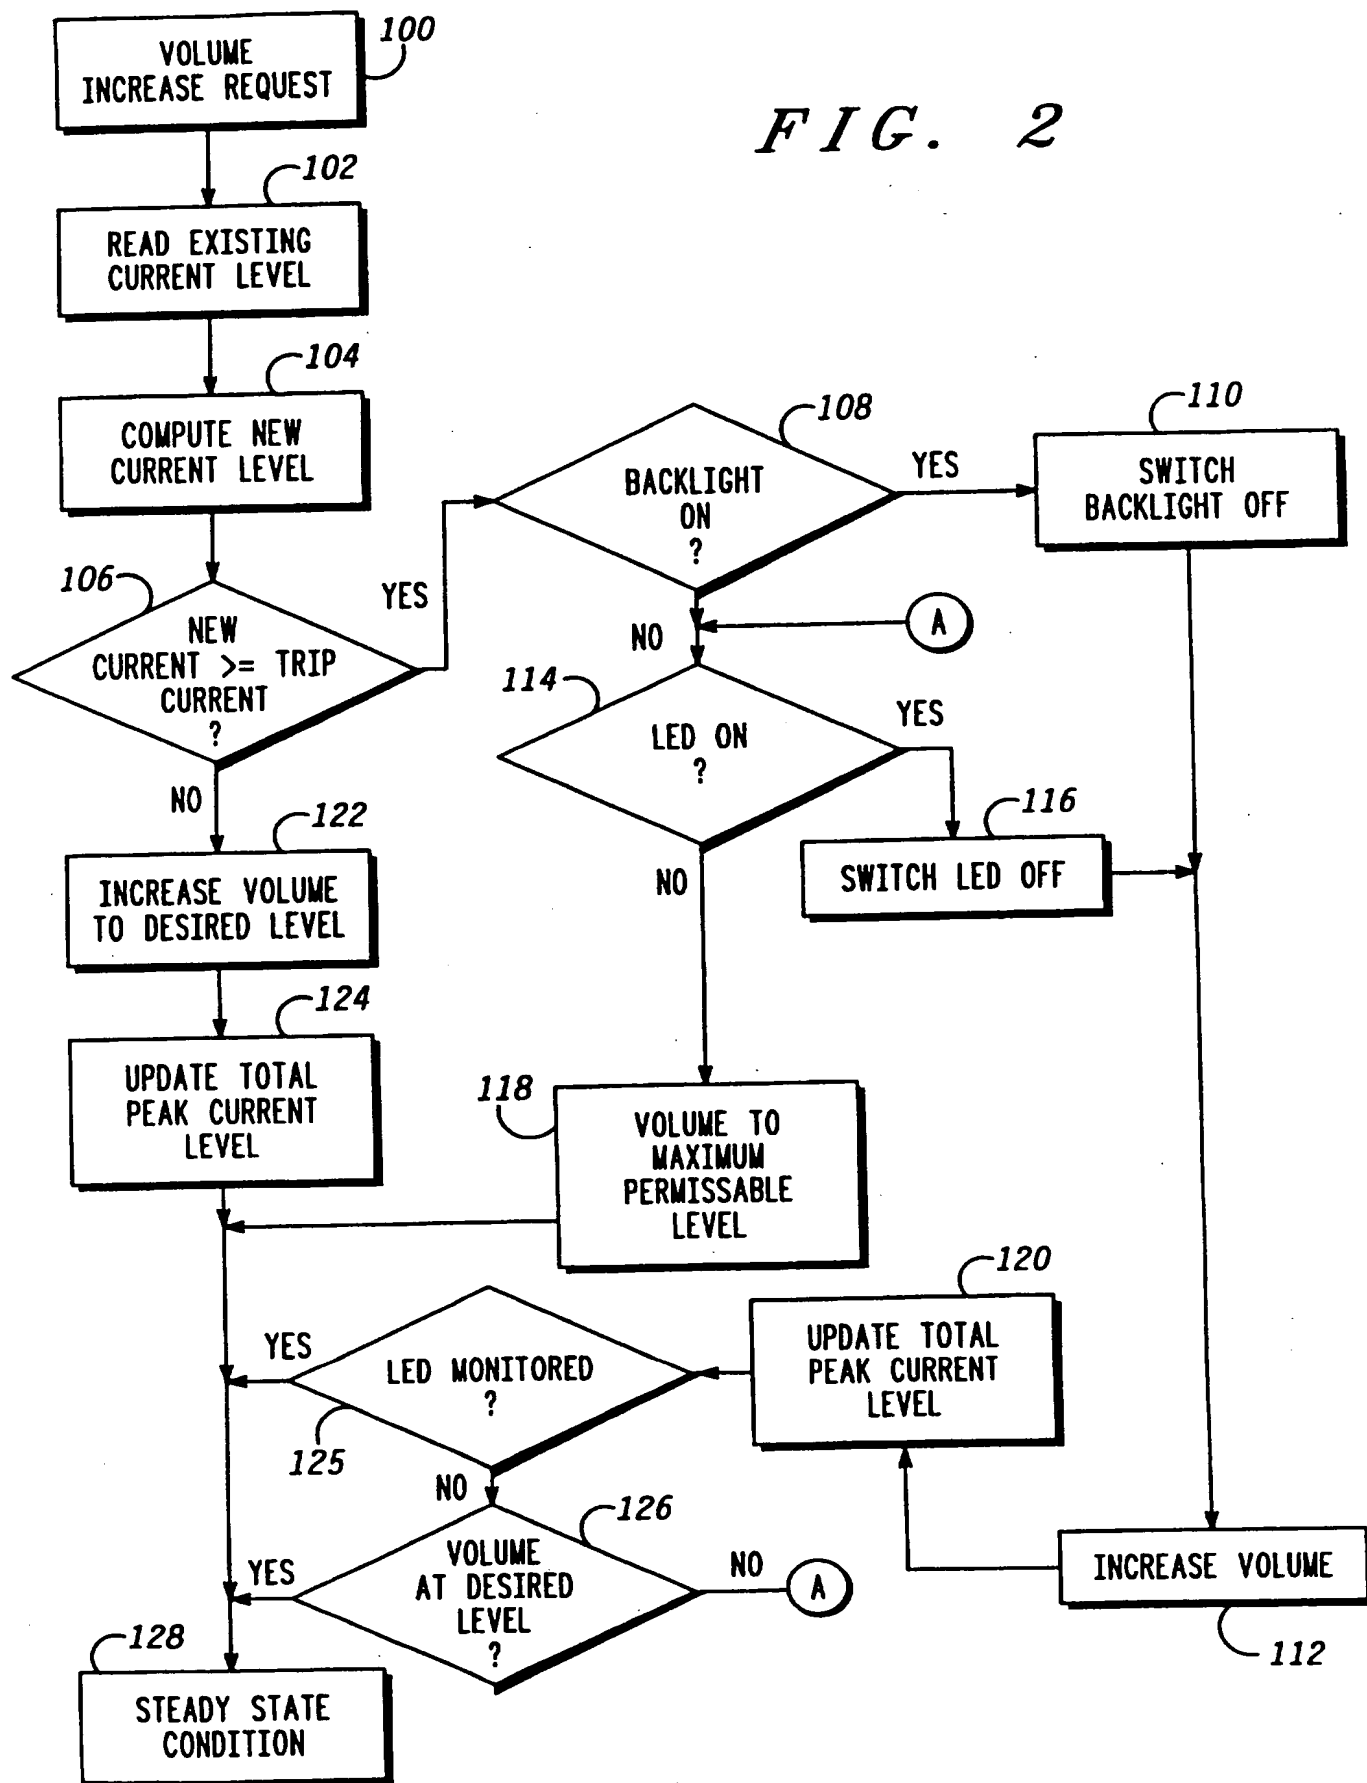 FIG. 2
100
VOLUME
INCREASE REQUEST
102
READ EXISTING
CURRENT LEVEL
104
COMPUTE NEW
CURRENT LEVEL
106
NEW
CURRENT >= TRIP
CURRENT
?
YES
NO
108
BACKLIGHT
ON
?
YES
NO
110
SWITCH
BACKLIGHT OFF
A
114
LED ON
?
YES
NO
116
SWITCH LED OFF
122
INCREASE VOLUME
TO DESIRED LEVEL
124
UPDATE TOTAL
PEAK CURRENT
LEVEL
118
VOLUME TO
MAXIMUM
PERMISSABLE
LEVEL
120
UPDATE TOTAL
PEAK CURRENT
LEVEL
YES
LED MONITORED
?
125
NO
126
VOLUME
AT DESIRED
LEVEL
?
YES
NO
A
INCREASE VOLUME
112
128
STEADY STATE
CONDITION